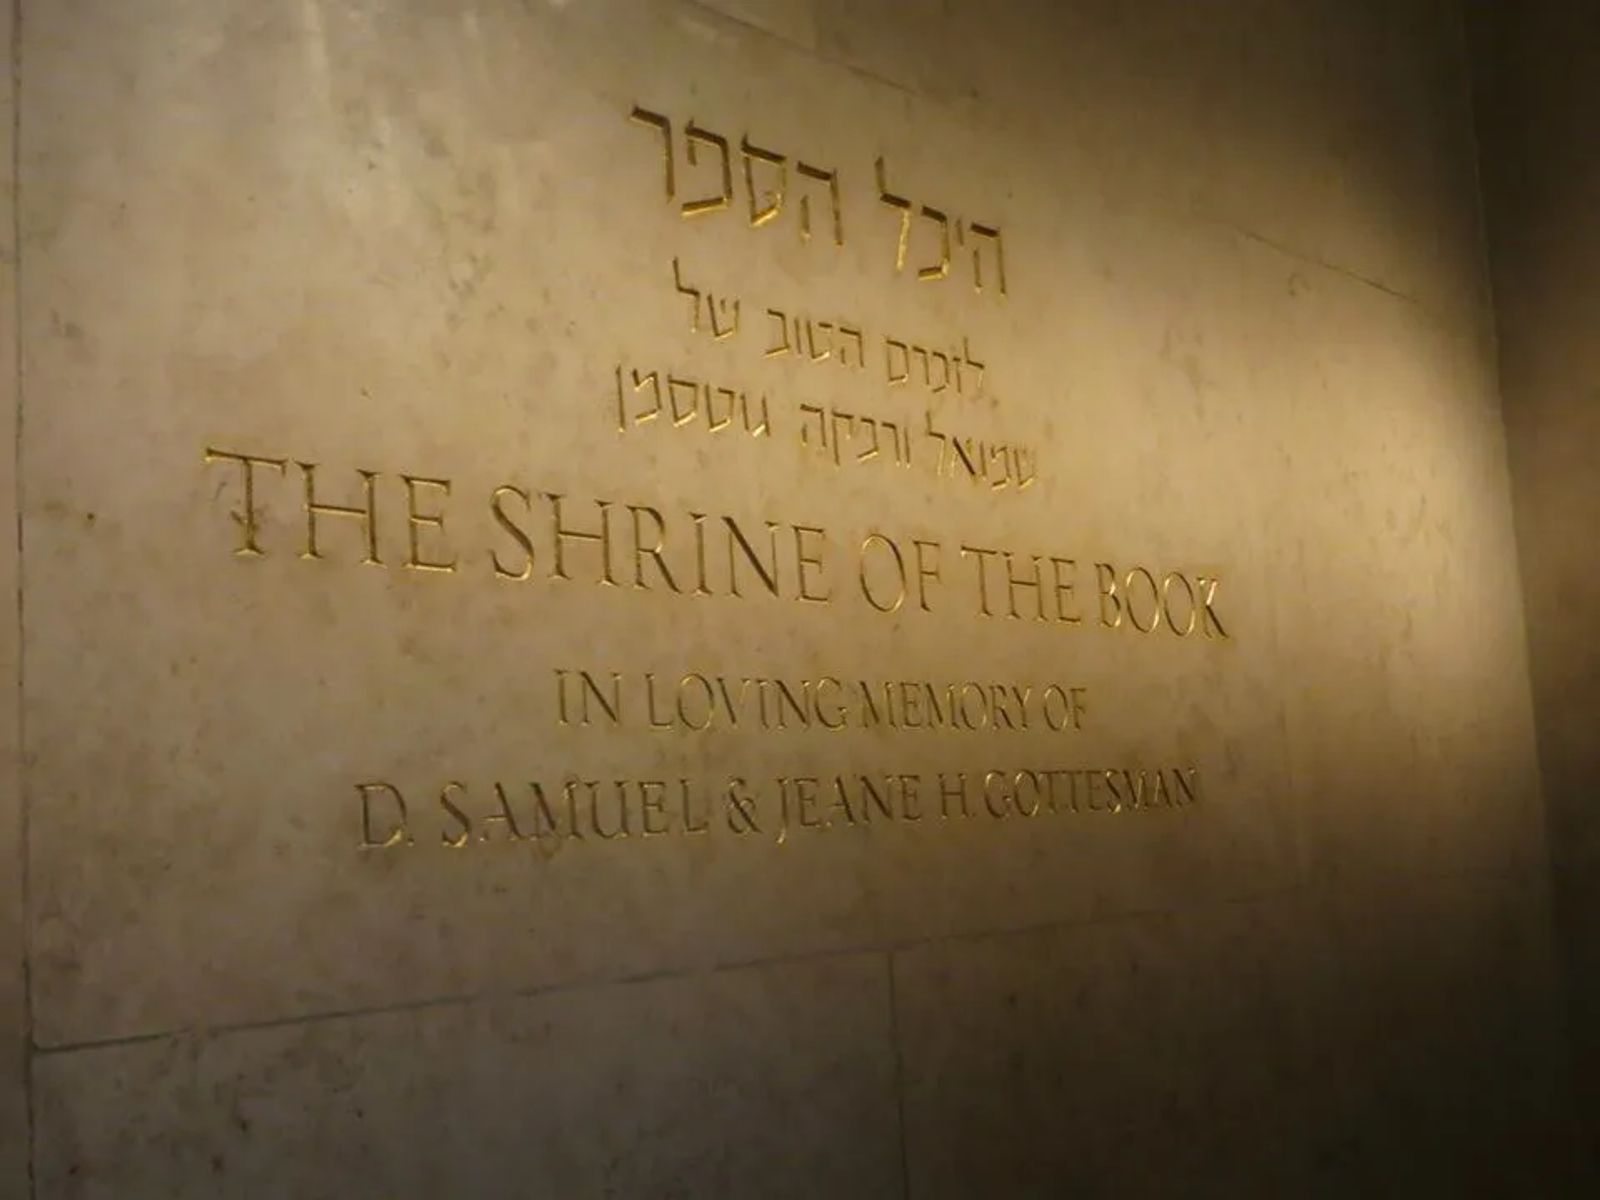 היכל הספר
לזכרם הטוב של
שמואל ורבקה גוטסמן
THE SHRINE OF THE BOOK
IN LOVING MEMORY OF
D. SAMUEL & JEANE H. GOTTESMAN